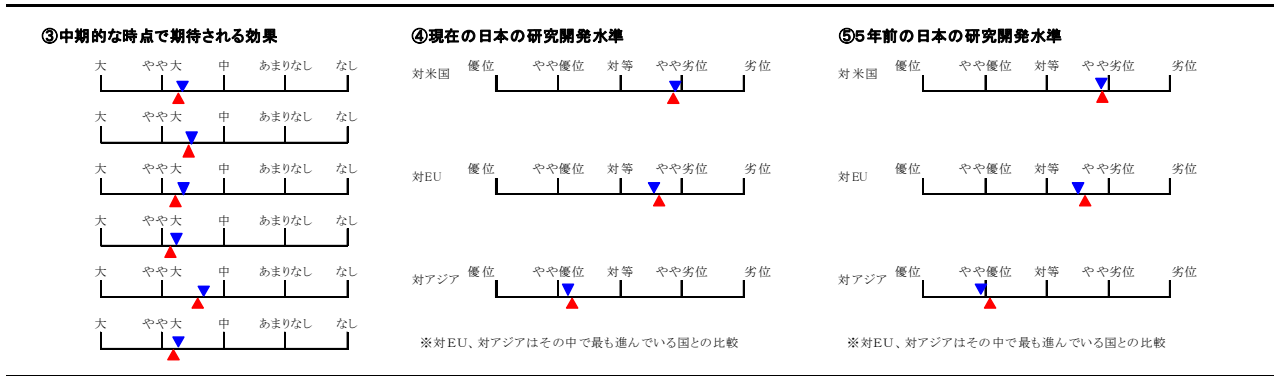 ③中期的な時点で期待される効果
大 やや大 中 あまりなし なし
大 やや大 中 あまりなし なし
大 やや大 中 あまりなし なし
大 やや大 中 あまりなし なし
大 やや大 中 あまりなし なし
大 やや大 中 あまりなし なし
④現在の日本の研究開発水準
対米国 優位 やや優位 対等 やや劣位 劣位
対EU 優位 やや優位 対等 やや劣位 劣位
対アジア 優位 やや優位 対等 やや劣位 劣位
※対EU、対アジアはその中で最も進んでいる国との比較
⑤5年前の日本の研究開発水準
対米国 優位 やや優位 対等 やや劣位 劣位
対EU 優位 やや優位 対等 やや劣位 劣位
対アジア 優位 やや優位 対等 やや劣位 劣位
※対EU、対アジアはその中で最も進んでいる国との比較